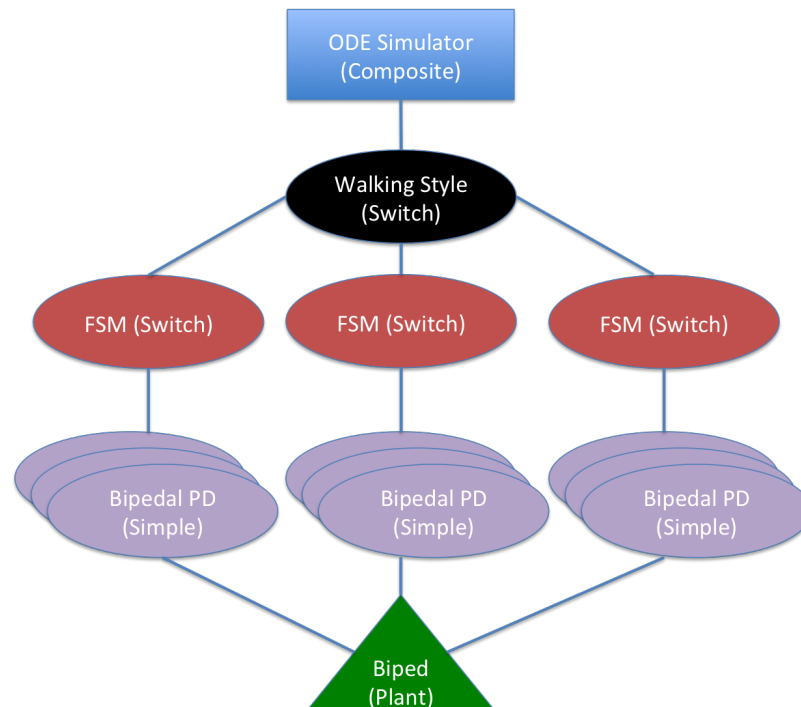 ODE Simulator
(Composite)
Walking Style
(Switch)
FSM (Switch)
FSM (Switch)
FSM (Switch)
Bipedal PD
(Simple)
Bipedal PD
(Simple)
Bipedal PD
(Simple)
Biped
(Plant)